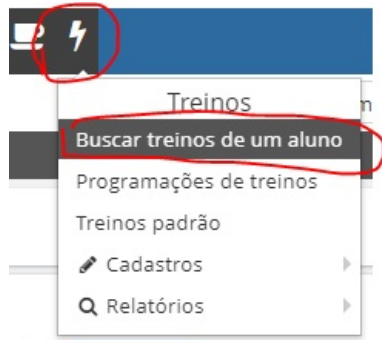 Treinos
m
Buscar treinos de um aluno
Programações de treinos
Treinos padrão
Cadastros
Relatórios